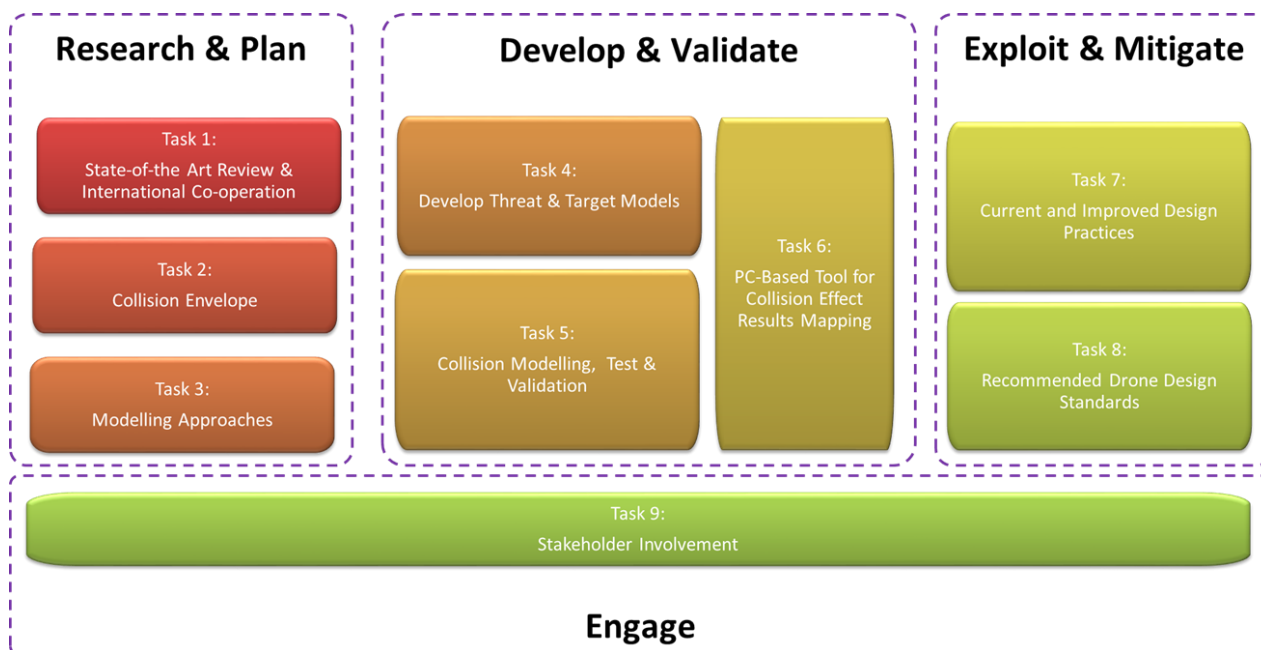 Research & Plan
Task 1:
State-of-the Art Review &
International Co-operation
Task 2:
Collision Envelope
Task 3:
Modelling Approaches
Develop & Validate
Task 4:
Develop Threat & Target Models
Task 5:
Collision Modelling, Test &
Validation
Task 6:
PC-Based Tool for
Collision Effect
Results Mapping
Exploit & Mitigate
Task 7:
Current and Improved Design
Practices
Task 8:
Recommended Drone Design
Standards
Task 9:
Stakeholder Involvement
Engage